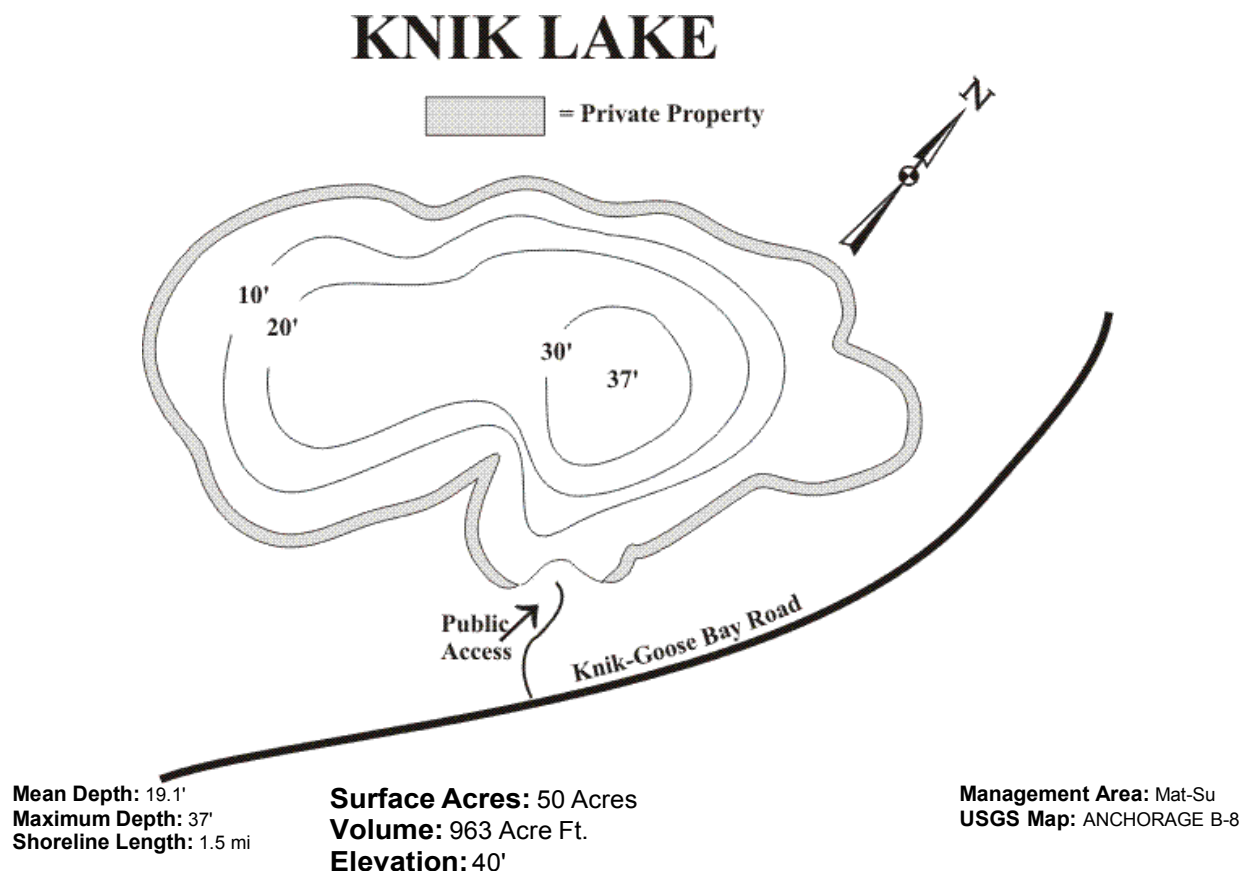 KNIK LAKE
= Private Property
N
10'
20'
30'
37'
Public
Access
Knik-Goose Bay Road
Mean Depth: 19.1'
Maximum Depth: 37'
Shoreline Length: 1.5 mi
Surface Acres: 50 Acres
Volume: 963 Acre Ft.
Elevation: 40'
Management Area: Mat-Su
USGS Map: ANCHORAGE B-8